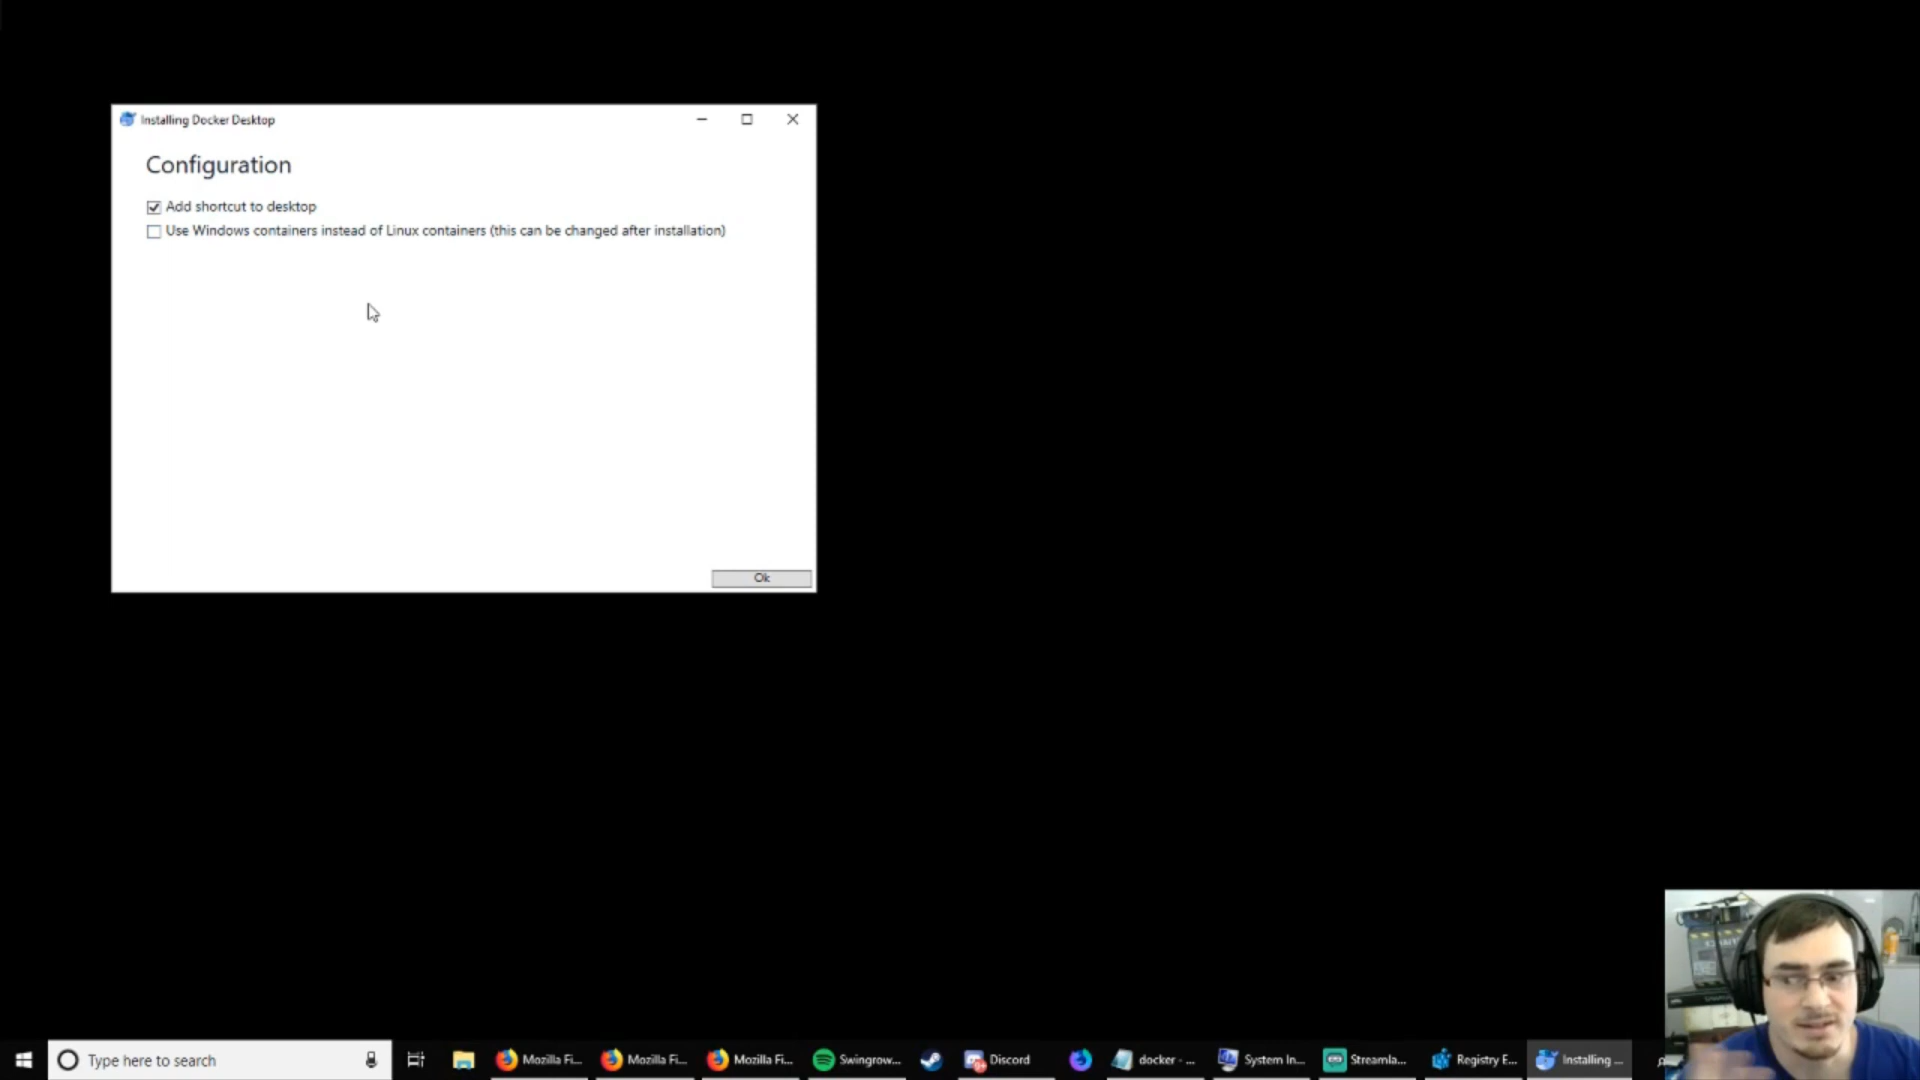 Installing Docker Desktop
Configuration
Add shortcut to desktop
Use Windows containers instead of Linux containers (this can be changed after installation)
Ok
Type here to search
Mozilla Fi...
Mozilla Fi...
Mozilla Fi...
Swingrow...
Discord
docker - ...
System In...
Streamla...
Registry E...
Installing ...